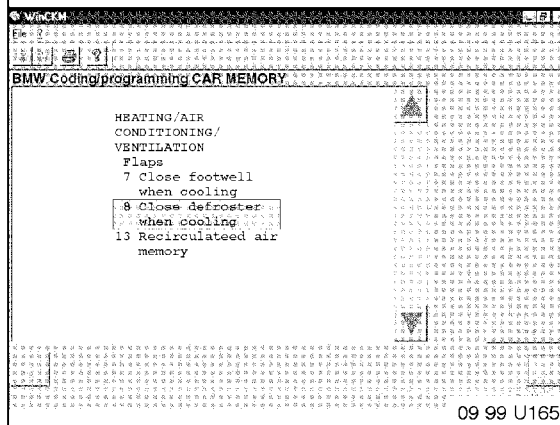 WinCKM
File ?
?
BMW Coding/programming CAR MEMORY
HEATING/AIR
CONDITIONING/
VENTILATION
Flaps
7 Close footwell
when cooling
8 Close defroster
when cooling
13 Recirculateed air
memory
09 99 U165